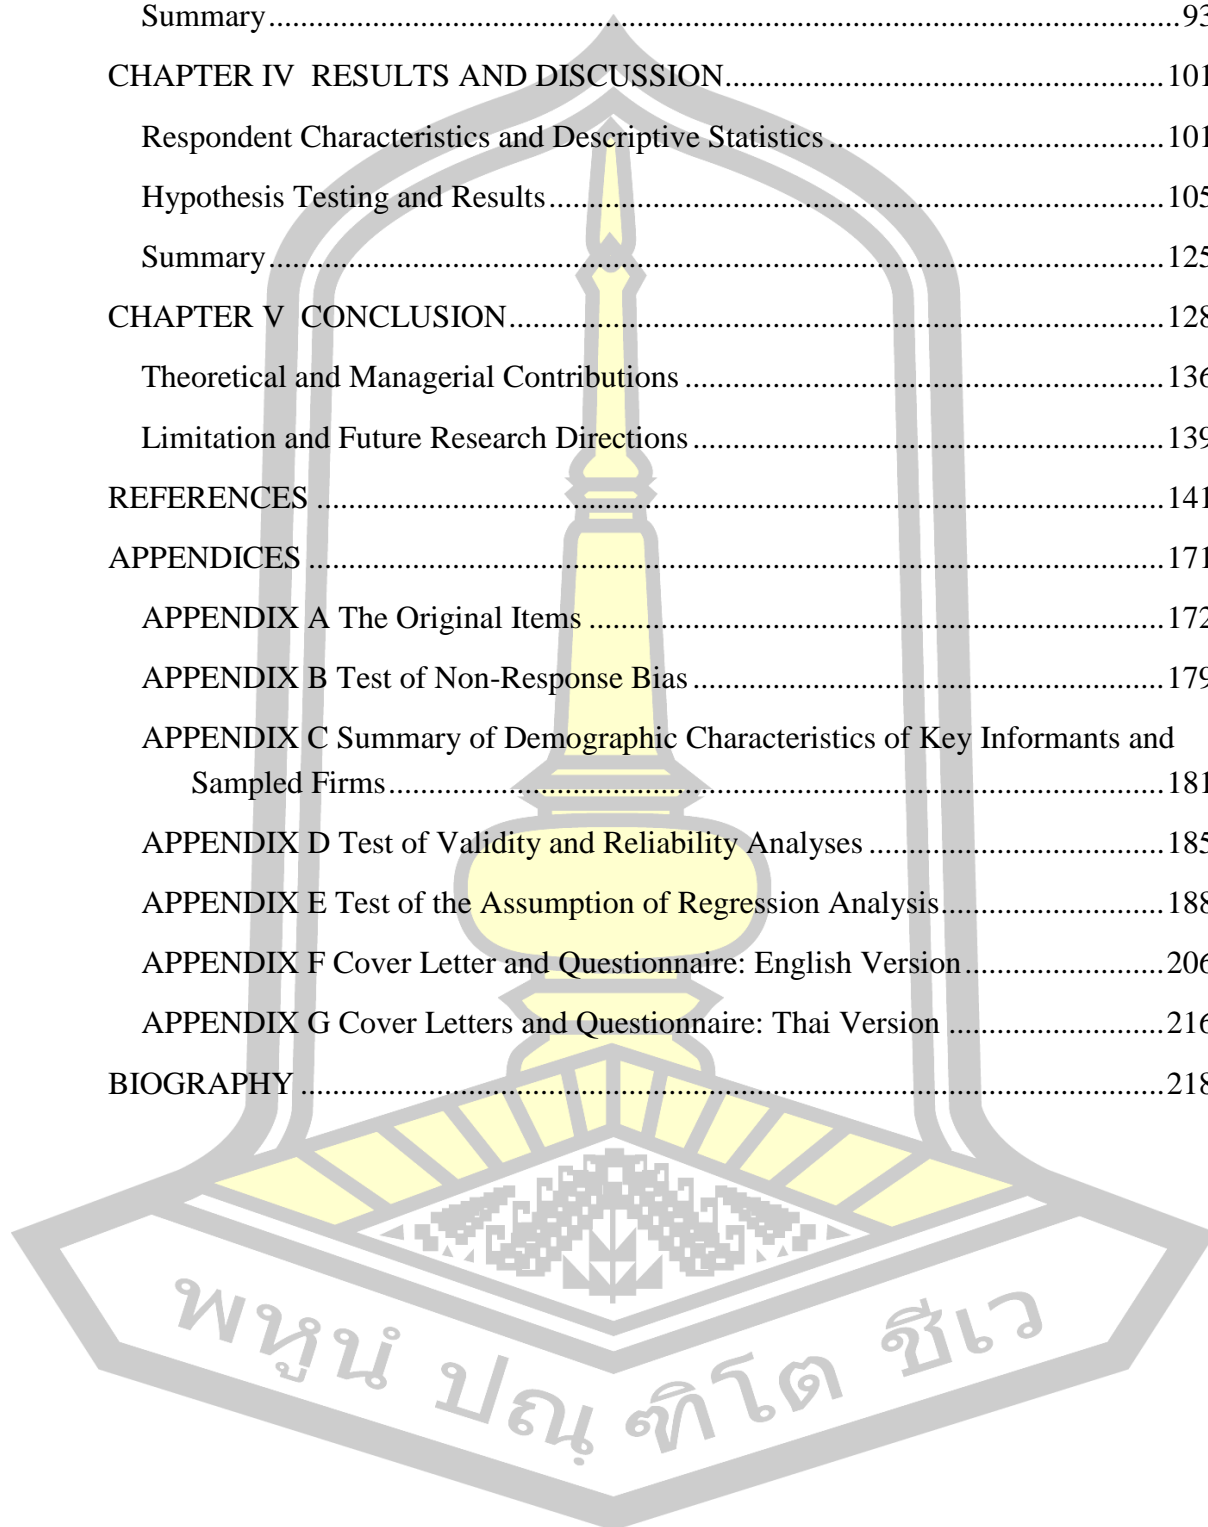 Summary.....93
CHAPTER IV  RESULTS AND DISCUSSION.....101
Respondent Characteristics and Descriptive Statistics.....101
Hypothesis Testing and Results.....105
Summary.....125
CHAPTER V  CONCLUSION.....128
Theoretical and Managerial Contributions.....136
Limitation and Future Research Directions.....139
REFERENCES.....141
APPENDICES.....171
APPENDIX A The Original Items.....172
APPENDIX B Test of Non-Response Bias.....179
APPENDIX C Summary of Demographic Characteristics of Key Informants and
Sampled Firms.....181
APPENDIX D Test of Validity and Reliability Analyses.....185
APPENDIX E Test of the Assumption of Regression Analysis.....188
APPENDIX F Cover Letter and Questionnaire: English Version.....206
APPENDIX G Cover Letters and Questionnaire: Thai Version.....216
BIOGRAPHY.....218
พหูนํ ปณฺ ฑิโต ชีเว